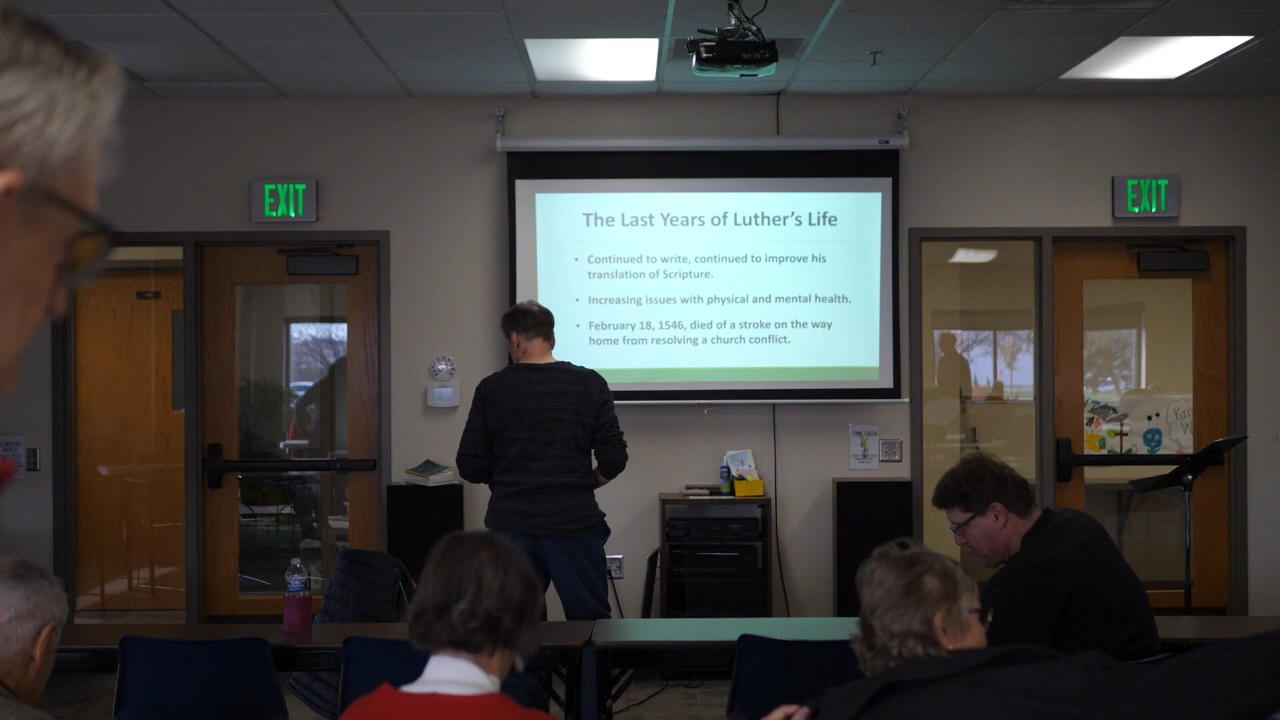 EXIT
EXIT
The Last Years of Luther's Life
• Continued to write, continued to improve his
translation of Scripture.
• Increasing issues with physical and mental health.
• February 18, 1546, died of a stroke on the way
home from resolving a church conflict.